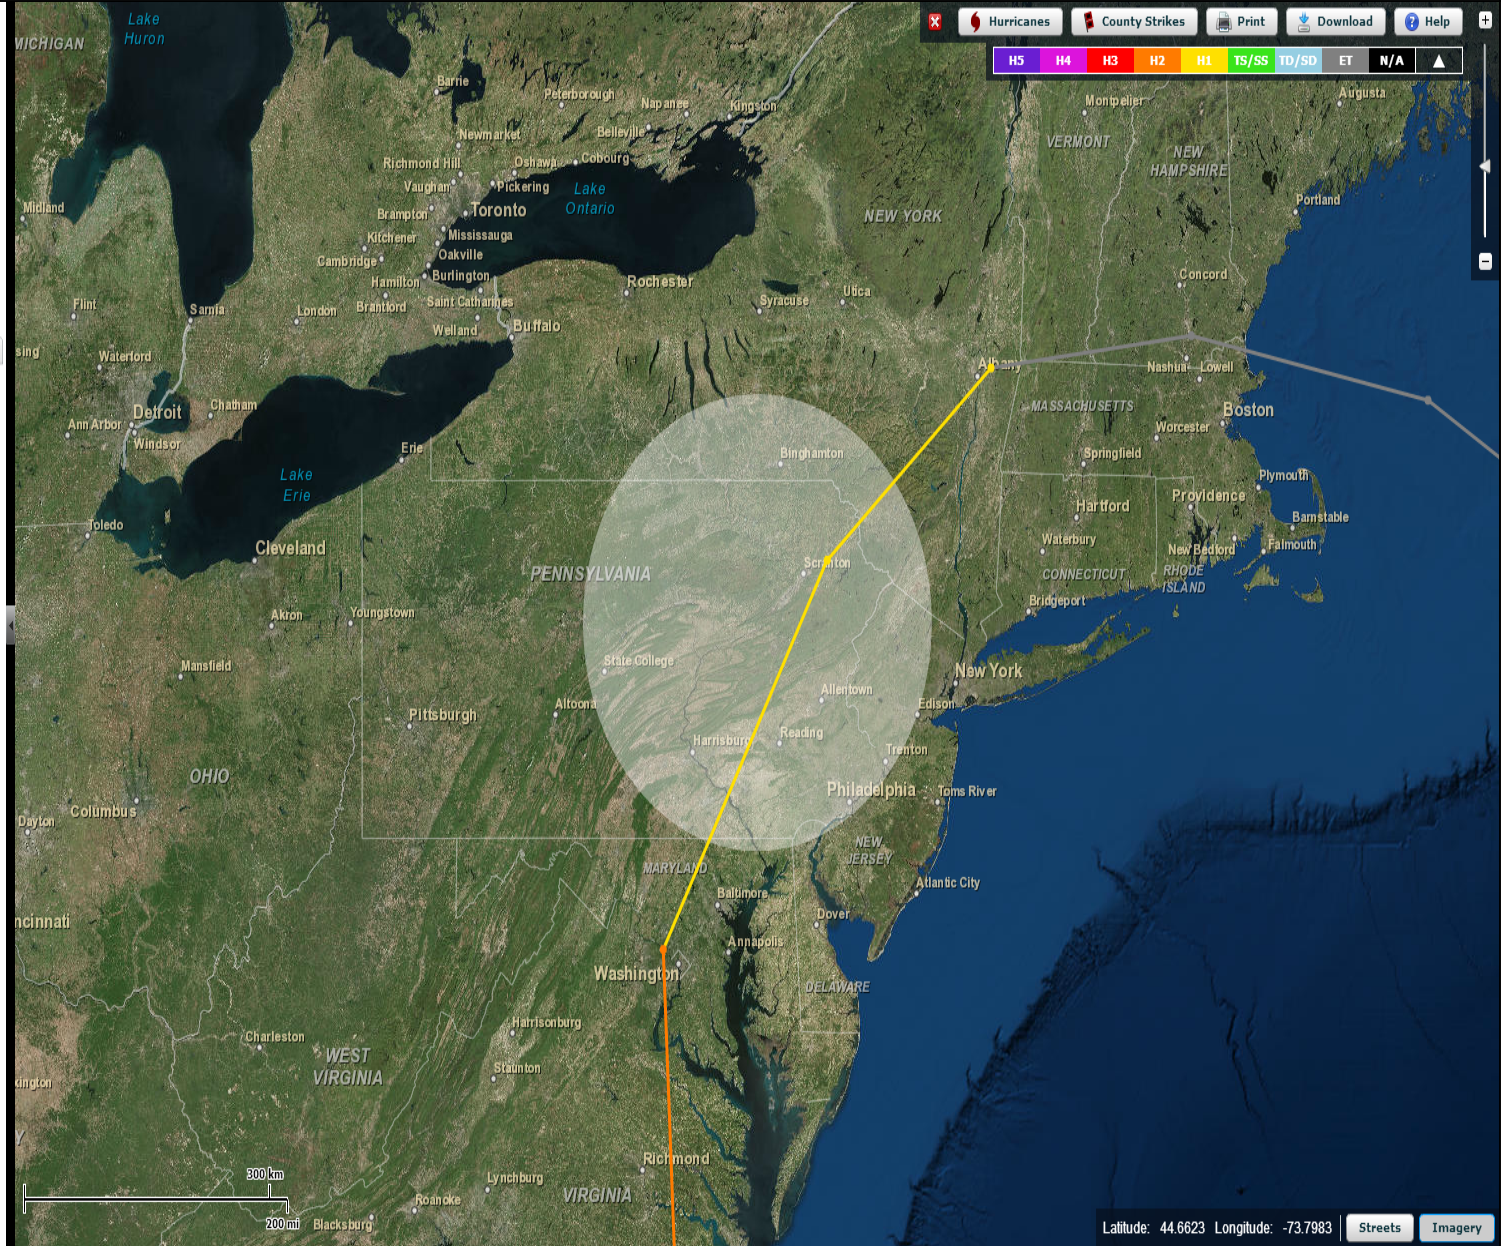 Hurricanes
County Strikes
Print
Download
Help
H5 H4 H3 H2 H1 TS/SS TD/SD ET N/A
Lake
Huron
MICHIGAN
Barrie
Peterborough
Napanee
Kingston
Montpelier
Augusta
Newmarket
Belleville
VERMONT
NEW
HAMPSHIRE
Richmond Hill
Oshawa
Cobourg
Vaughan
Pickering
Lake
Ontario
Midland
Brampton
Toronto
NEW YORK
Portland
Kitchener
Mississauga
Cambridge
Oakville
Hamilton
Burlington
Rochester
Concord
Flint
Sarnia
London
Brantford
Saint Catharines
Syracuse
Utica
Welland
Buffalo
sing
Waterford
Albany
Nashua
Lowell
Detroit
Chatham
MASSACHUSETTS
Boston
Ann Arbor
Windsor
Worcester
Erie
Binghamton
Springfield
Lake
Erie
Plymouth
Providence
Hartford
Barnstable
Toledo
Cleveland
Waterbury
New Bedford
Falmouth
PENNSYLVANIA
Scranton
CONNECTICUT
RHODE
ISLAND
Akron
Youngstown
Bridgeport
Mansfield
State College
New York
Allentown
Altoona
Edison
Pittsburgh
Harrisburg
Reading
Trenton
OHIO
Philadelphia
Toms River
Columbus
Dayton
NEW
JERSEY
MARYLAND
Baltimore
Atlantic City
ncinnati
Dover
Annapolis
Washington
DELAWARE
Harrisonburg
Charleston
WEST
VIRGINIA
Staunton
xington
Y
Richmond
300 km
Lynchburg
VIRGINIA
Roanoke
200 mi
Blacksburg
Latitude: 44.6623 Longitude: -73.7983
Streets
Imagery